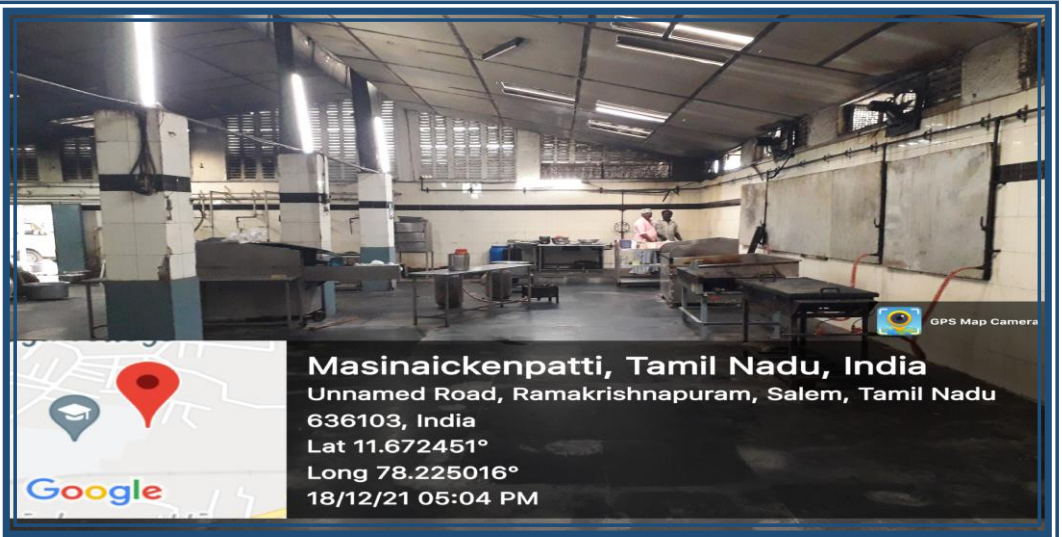 GPS Map Camera
Masinaickenpatti, Tamil Nadu, India
Unnamed Road, Ramakrishnapuram, Salem, Tamil Nadu
636103, India
Lat 11.672451°
Long 78.225016°
18/12/21 05:04 PM
Google